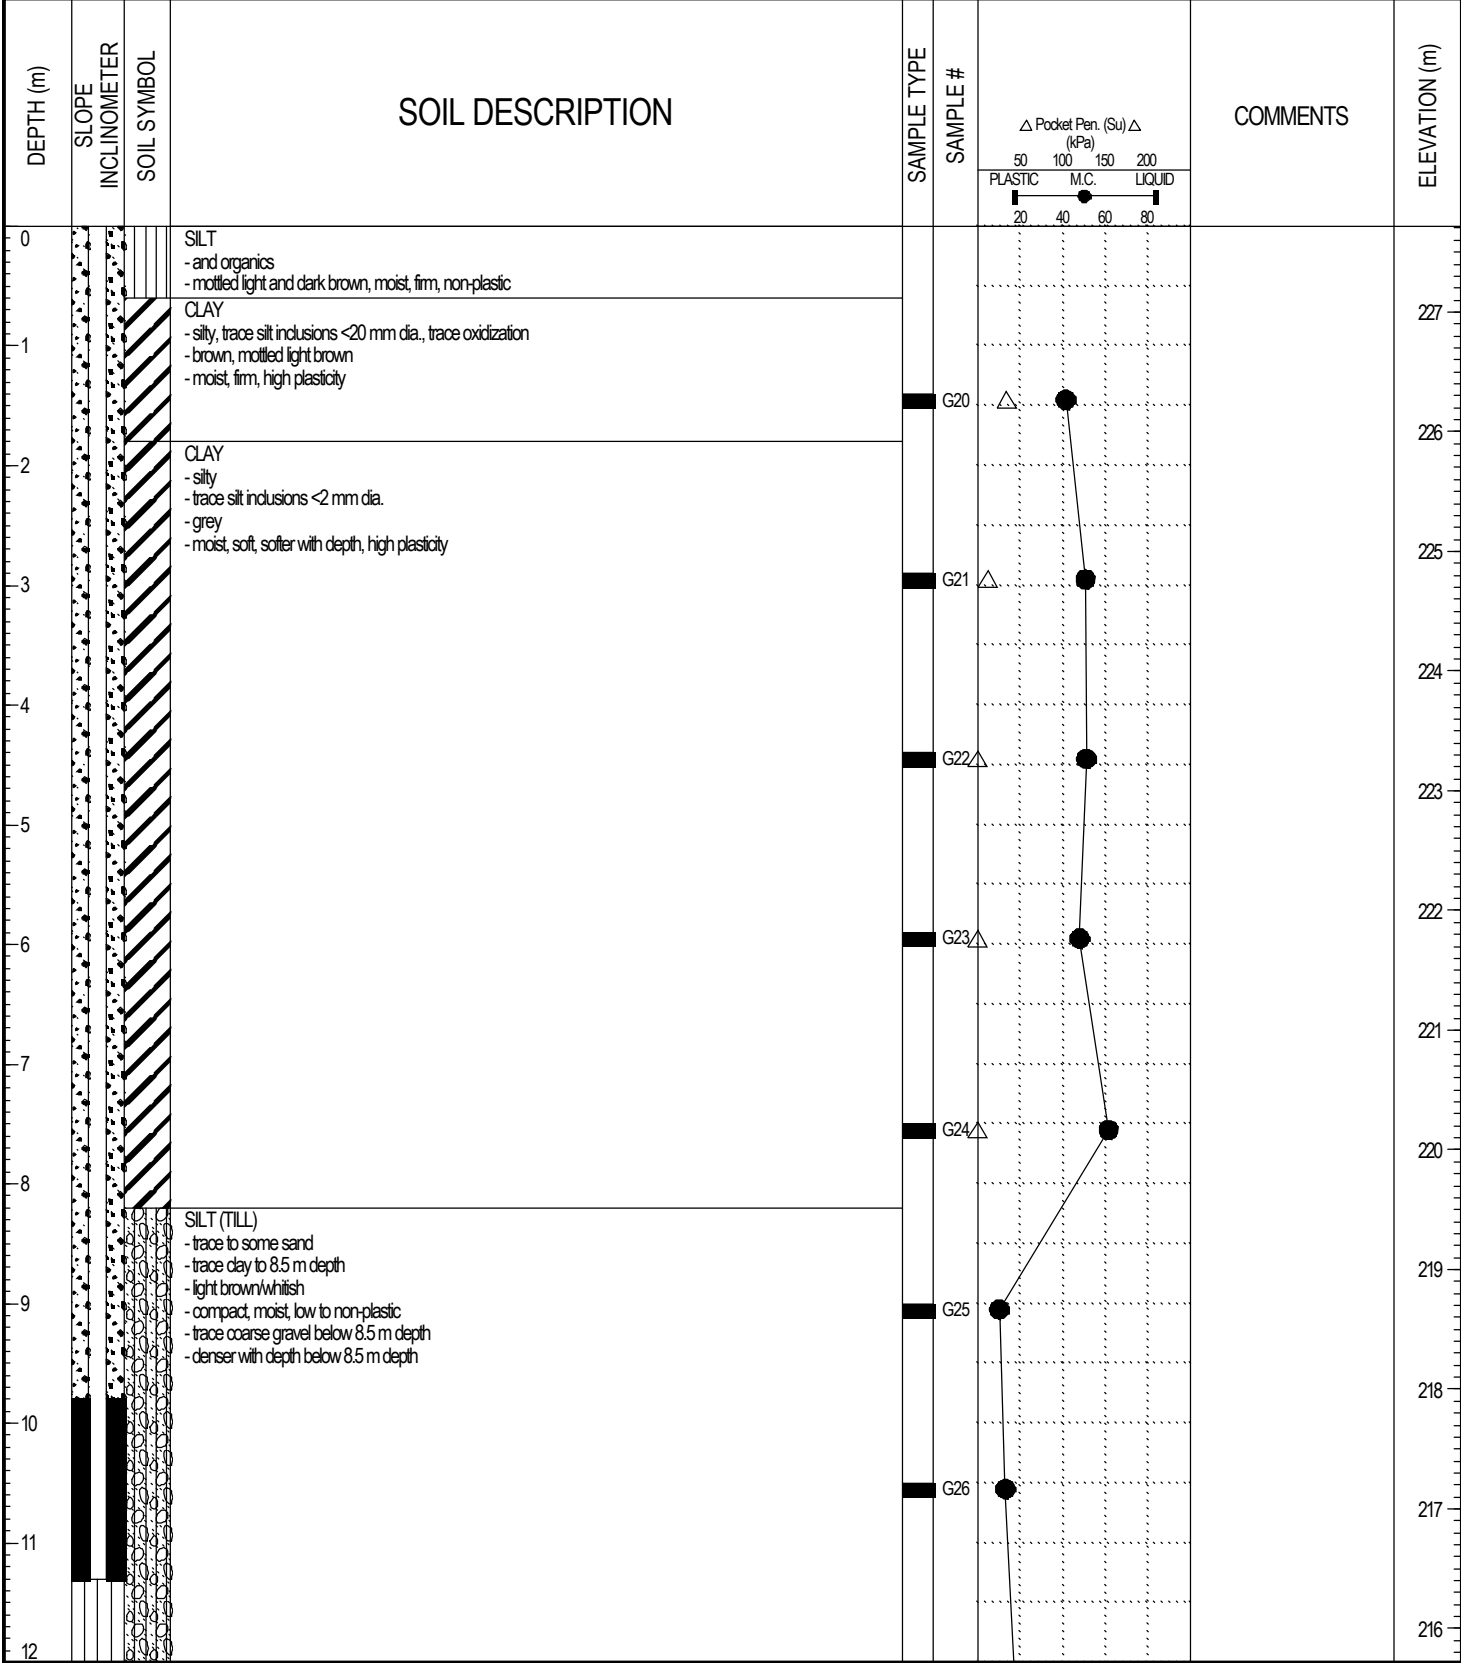 DEPTH (m)
SLOPE
INCLINOMETER
SOIL SYMBOL
SOIL DESCRIPTION
SAMPLE TYPE
SAMPLE #
△ Pocket Pen. (Su) △
(kPa)
50 100 150 200
PLASTIC M.C. LIQUID
20 40 60 80
COMMENTS
ELEVATION (m)
0
SILT
- and organics
- mottled light and dark brown, moist, firm, non-plastic
CLAY
227
- silty, trace silt inclusions <20 mm dia., trace oxidization
1
- brown, mottled light brown
- moist, firm, high plasticity
G20
226
CLAY
2
- silty
- trace silt inclusions <2 mm dia.
- grey
- moist, soft, softer with depth, high plasticity
225
3
G21
224
4
G22
223
5
222
6
G23
221
7
G24
220
8
SILT (TILL)
- trace to some sand
- trace clay to 8.5 m depth
219
- light brown/whitish
9
- compact, moist, low to non-plastic
G25
- trace coarse gravel below 8.5 m depth
- denser with depth below 8.5 m depth
218
10
G26
217
11
216
12